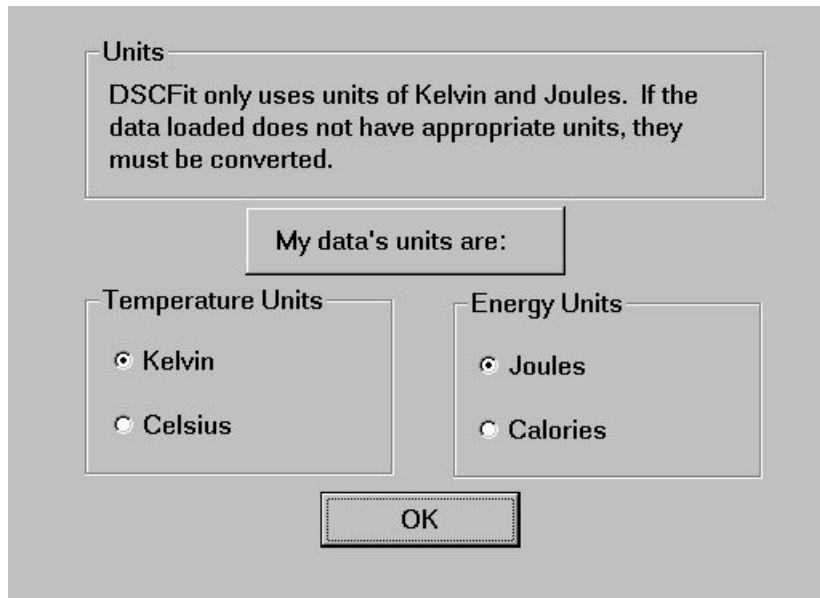 Units
DSCFit only uses units of Kelvin and Joules.  If the
data loaded does not have appropriate units, they
must be converted.
My data's units are:
Temperature Units
Kelvin
Celsius
Energy Units
Joules
Calories
OK